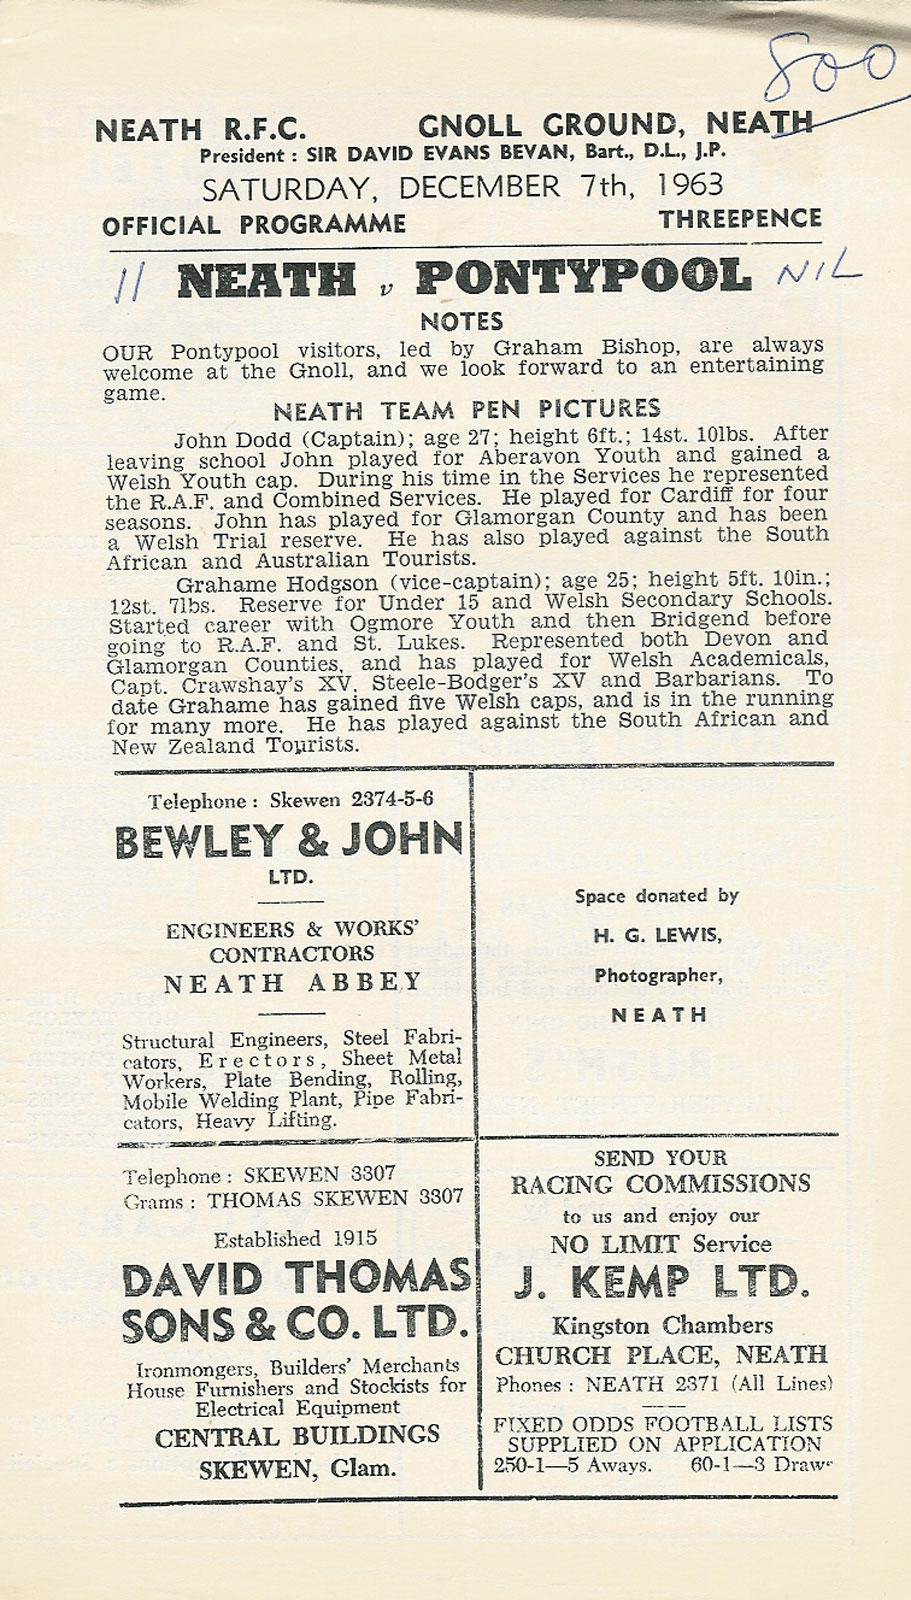 800
NEATH R.F.C. GNOLL GROUND, NEATH
President : SIR DAVID EVANS BEVAN, Bart., D.L., J.P.
SATURDAY, DECEMBER 7th, 1963
OFFICIAL PROGRAMME THREEPENCE
11 NEATH v PONTYPOOL NIL
NOTES
OUR Pontypool visitors, led by Graham Bishop, are always
welcome at the Gnoll, and we look forward to an entertaining
game.
NEATH TEAM PEN PICTURES
John Dodd (Captain); age 27; height 6ft.; 14st. 10lbs. After
leaving school John played for Aberavon Youth and gained a
Welsh Youth cap. During his time in the Services he represented
the R.A.F. and Combined Services. He played for Cardiff for four
seasons. John has played for Glamorgan County and has been
a Welsh Trial reserve. He has also played against the South
African and Australian Tourists.
Grahame Hodgson (vice-captain); age 25; height 5ft. 10in.;
12st. 7lbs. Reserve for Under 15 and Welsh Secondary Schools.
Started career with Ogmore Youth and then Bridgend before
going to R.A.F. and St. Lukes. Represented both Devon and
Glamorgan Counties, and has played for Welsh Academicals,
Capt. Crawshay's XV, Steele-Bodger's XV and Barbarians. To
date Grahame has gained five Welsh caps, and is in the running
for many more. He has played against the South African and
New Zealand Tourists.
Telephone : Skewen 2374-5-6
BEWLEY & JOHN
LTD.
ENGINEERS & WORKS'
CONTRACTORS
NEATH ABBEY
Structural Engineers, Steel Fabri-
cators, Erectors, Sheet Metal
Workers, Plate Bending, Rolling,
Mobile Welding Plant, Pipe Fabri-
cators, Heavy Lifting.
Space donated by
H. G. LEWIS,
Photographer,
NEATH
Telephone : SKEWEN 3307
Grams : THOMAS SKEWEN 3307
Established 1915
DAVID THOMAS
SONS & CO. LTD.
Ironmongers, Builders' Merchants
House Furnishers and Stockists for
Electrical Equipment
CENTRAL BUILDINGS
SKEWEN, Glam.
SEND YOUR
RACING COMMISSIONS
to us and enjoy our
NO LIMIT Service
J. KEMP LTD.
Kingston Chambers
CHURCH PLACE, NEATH
Phones : NEATH 2371 (All Lines)
FIXED ODDS FOOTBALL LISTS
SUPPLIED ON APPLICATION
250-1—5 Aways. 60-1—3 Draws